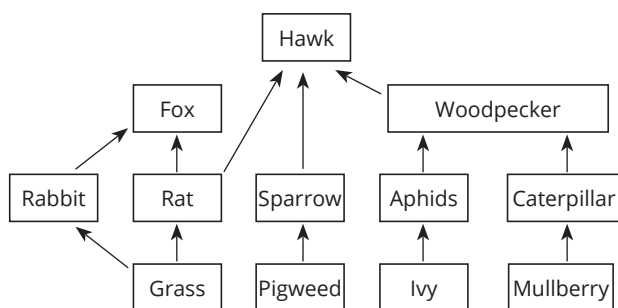 Hawk
Fox
Woodpecker
Rabbit
Rat
Sparrow
Aphids
Caterpillar
Grass
Pigweed
Ivy
Mullberry